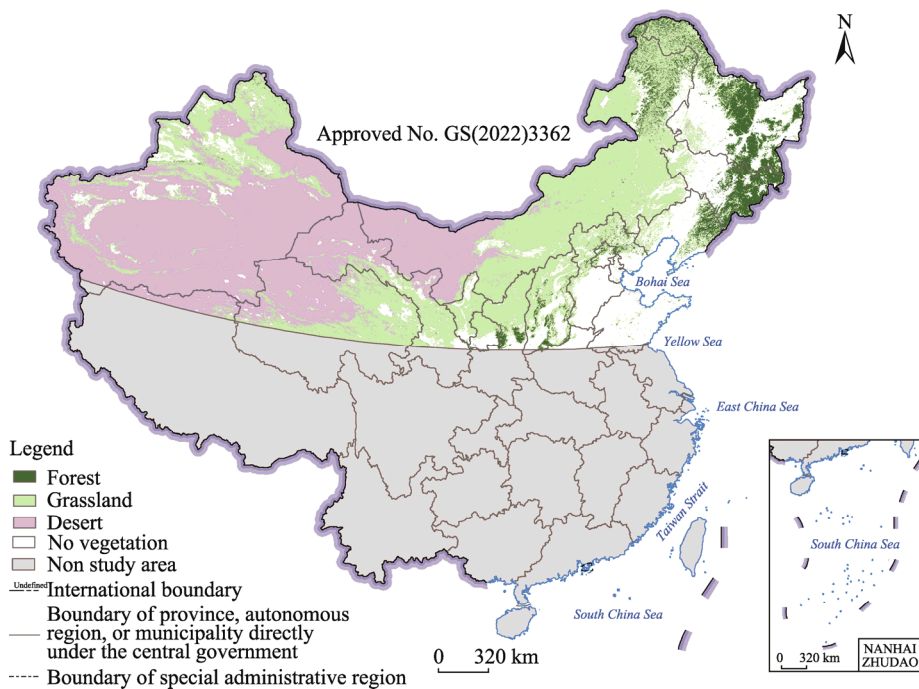 N
Approved No. GS(2022)3362
Bohai Sea
Yellow Sea
East China Sea
Taiwan Strait
South China Sea
Legend
Forest
Grassland
Desert
No vegetation
Non study area
Undefined International boundary
Boundary of province, autonomous
region, or municipality directly
under the central government
Boundary of special administrative region
0 320 km
South China Sea
0 320 km
NANHAI
ZHUDAO